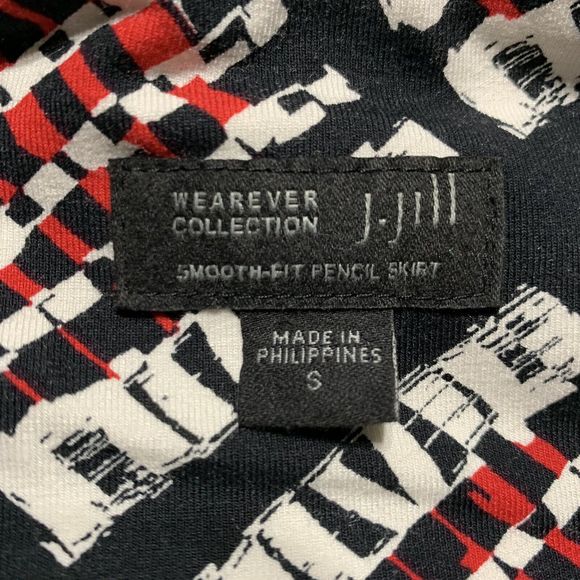 WEAREVER
COLLECTION
J.Jill
SMOOTH-FIT PENCIL SKIRT
MADE IN
PHILIPPINES
S